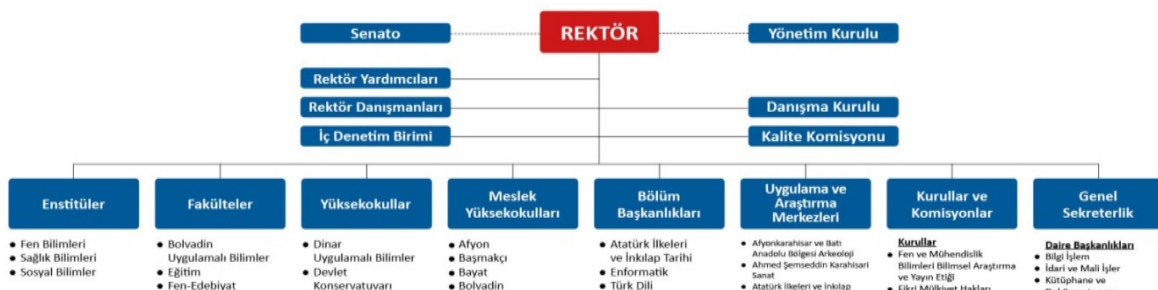 Senato
REKTÖR
Yönetim Kurulu
Rektör Yardımcıları
Rektör Danışmanları
Danışma Kurulu
İç Denetim Birimi
Kalite Komisyonu
Enstitüler
• Fen Bilimleri
• Sağlık Bilimleri
• Sosyal Bilimler
Fakülteler
• Bolvadin
Uygulamalı Bilimler
• Eğitim
• Fen-Edebiyat
Yüksekokullar
• Dinar
Uygulamalı Bilimler
• Devlet
Konservatuvarı
Meslek
Yüksekokulları
• Afyon
• Başmakçı
• Bayat
• Bolvadin
Bölüm
Başkanlıkları
• Atatürk İlkeleri
ve İnkılap Tarihi
• Enformatik
• Türk Dili
Uygulama ve
Araştırma
Merkezleri
• Afyonkarahisar ve Batı
Anadolu Bölgesi Arkeoloji
• Ahmed Şemseddin Karahisari
Sanat
• Atatürk İlkeleri ve İnkılap
Kurullar ve
Komisyonlar
Kurullar
• Fen ve Mühendislik
Bilimleri Bilimsel Araştırma
ve Yayın Etiği
• Fikri Mülkiyet Hakları
Genel
Sekreterlik
Daire Başkanlıkları
• Bilgi İşlem
• İdari ve Mali İşler
• Kütüphane ve